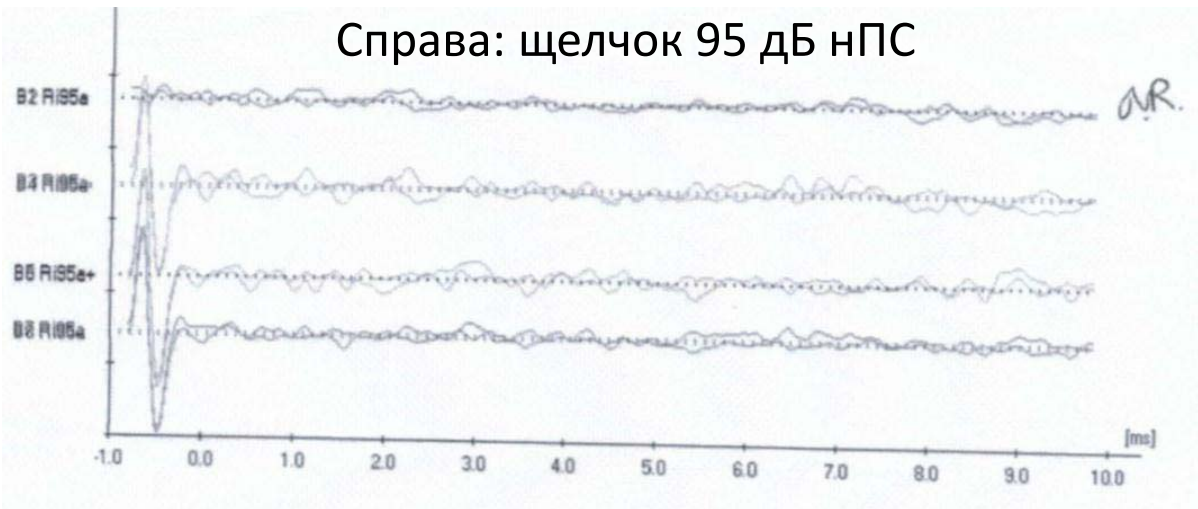 Справа: щелчок 95 дБ нПС
B2 Ri95a
N.R.
B4 Ri95a-
B6 Ri95a+
B8 Ri95a
[ms]
-1.0 0.0 1.0 2.0 3.0 4.0 5.0 6.0 7.0 8.0 9.0 10.0